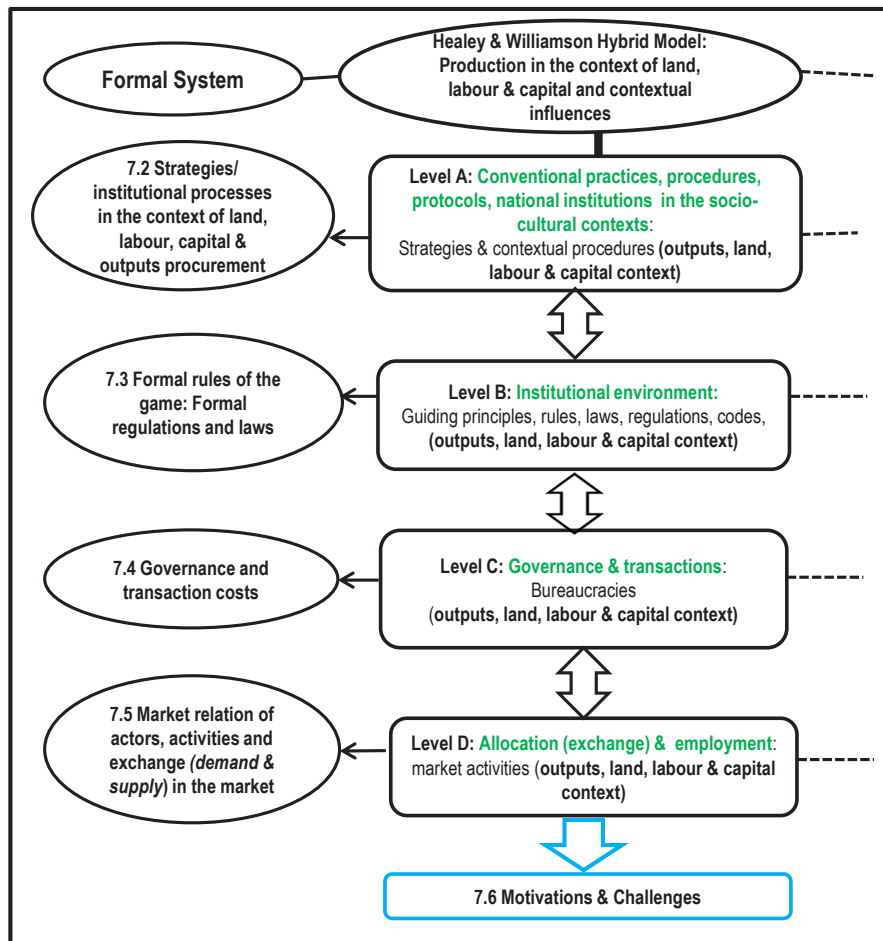 Formal System
Healey & Williamson Hybrid Model:
Production in the context of land,
labour & capital and contextual
influences
7.2 Strategies/
institutional processes
in the context of land,
labour, capital &
outputs procurement
Level A: Conventional practices, procedures,
protocols, national institutions in the socio-
cultural contexts:
Strategies & contextual procedures (outputs, land,
labour & capital context)
7.3 Formal rules of the
game: Formal
regulations and laws
Level B: Institutional environment:
Guiding principles, rules, laws, regulations, codes,
(outputs, land, labour & capital context)
7.4 Governance and
transaction costs
Level C: Governance & transactions:
Bureaucracies
(outputs, land, labour & capital context)
7.5 Market relation of
actors, activities and
exchange (demand &
supply) in the market
Level D: Allocation (exchange) & employment:
market activities (outputs, land, labour & capital
context)
7.6 Motivations & Challenges